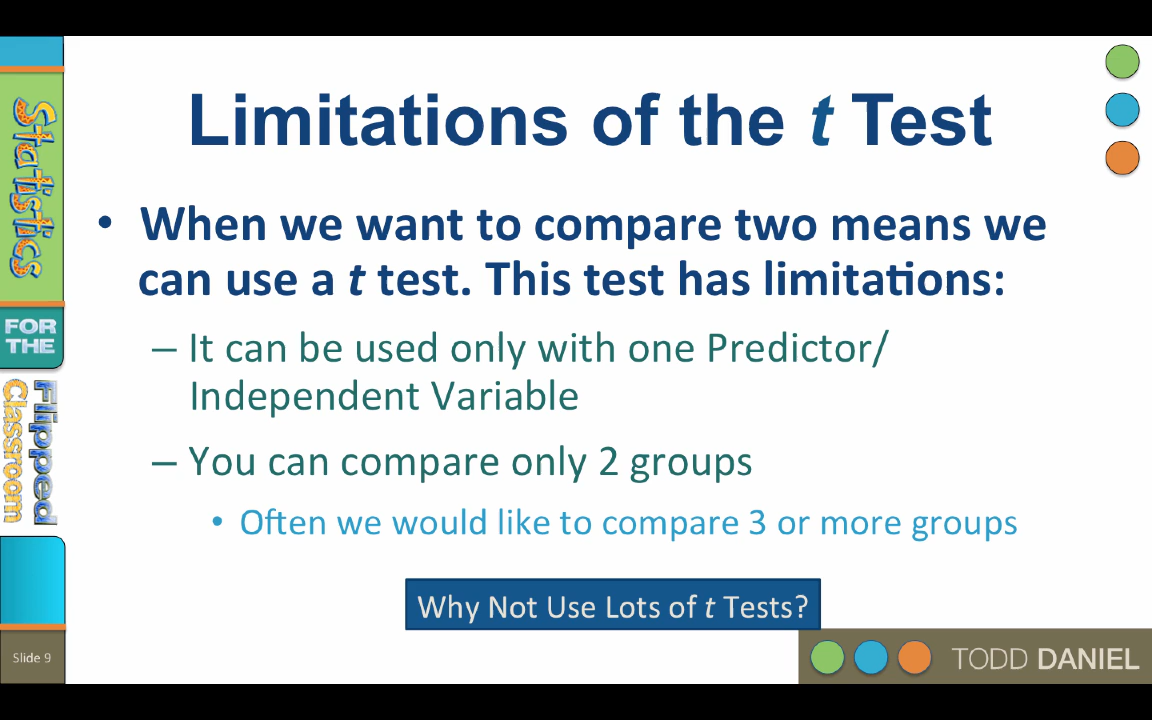 Limitations of the t Test
• When we want to compare two means we
can use a t test. This test has limitations:
– It can be used only with one Predictor/
Independent Variable
– You can compare only 2 groups
• Often we would like to compare 3 or more groups
Why Not Use Lots of t Tests?
Statistics
FOR THE
Flipped
Classroom
Slide 9
TODD DANIEL